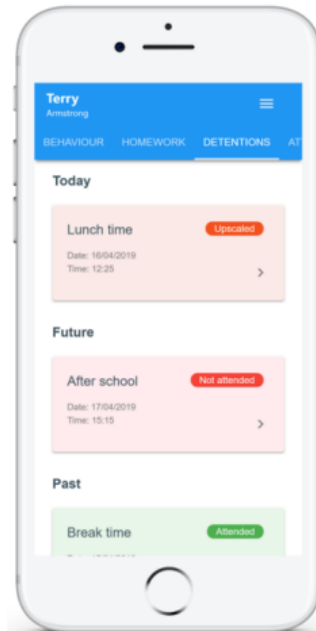 Terry
Armstrong
BEHAVIOUR HOMEWORK DETENTIONS AT
Today
Lunch time Upscaled
Date: 16/04/2019
Time: 12:25
Future
After school Not attended
Date: 17/04/2019
Time: 15:15
Past
Break time Attended